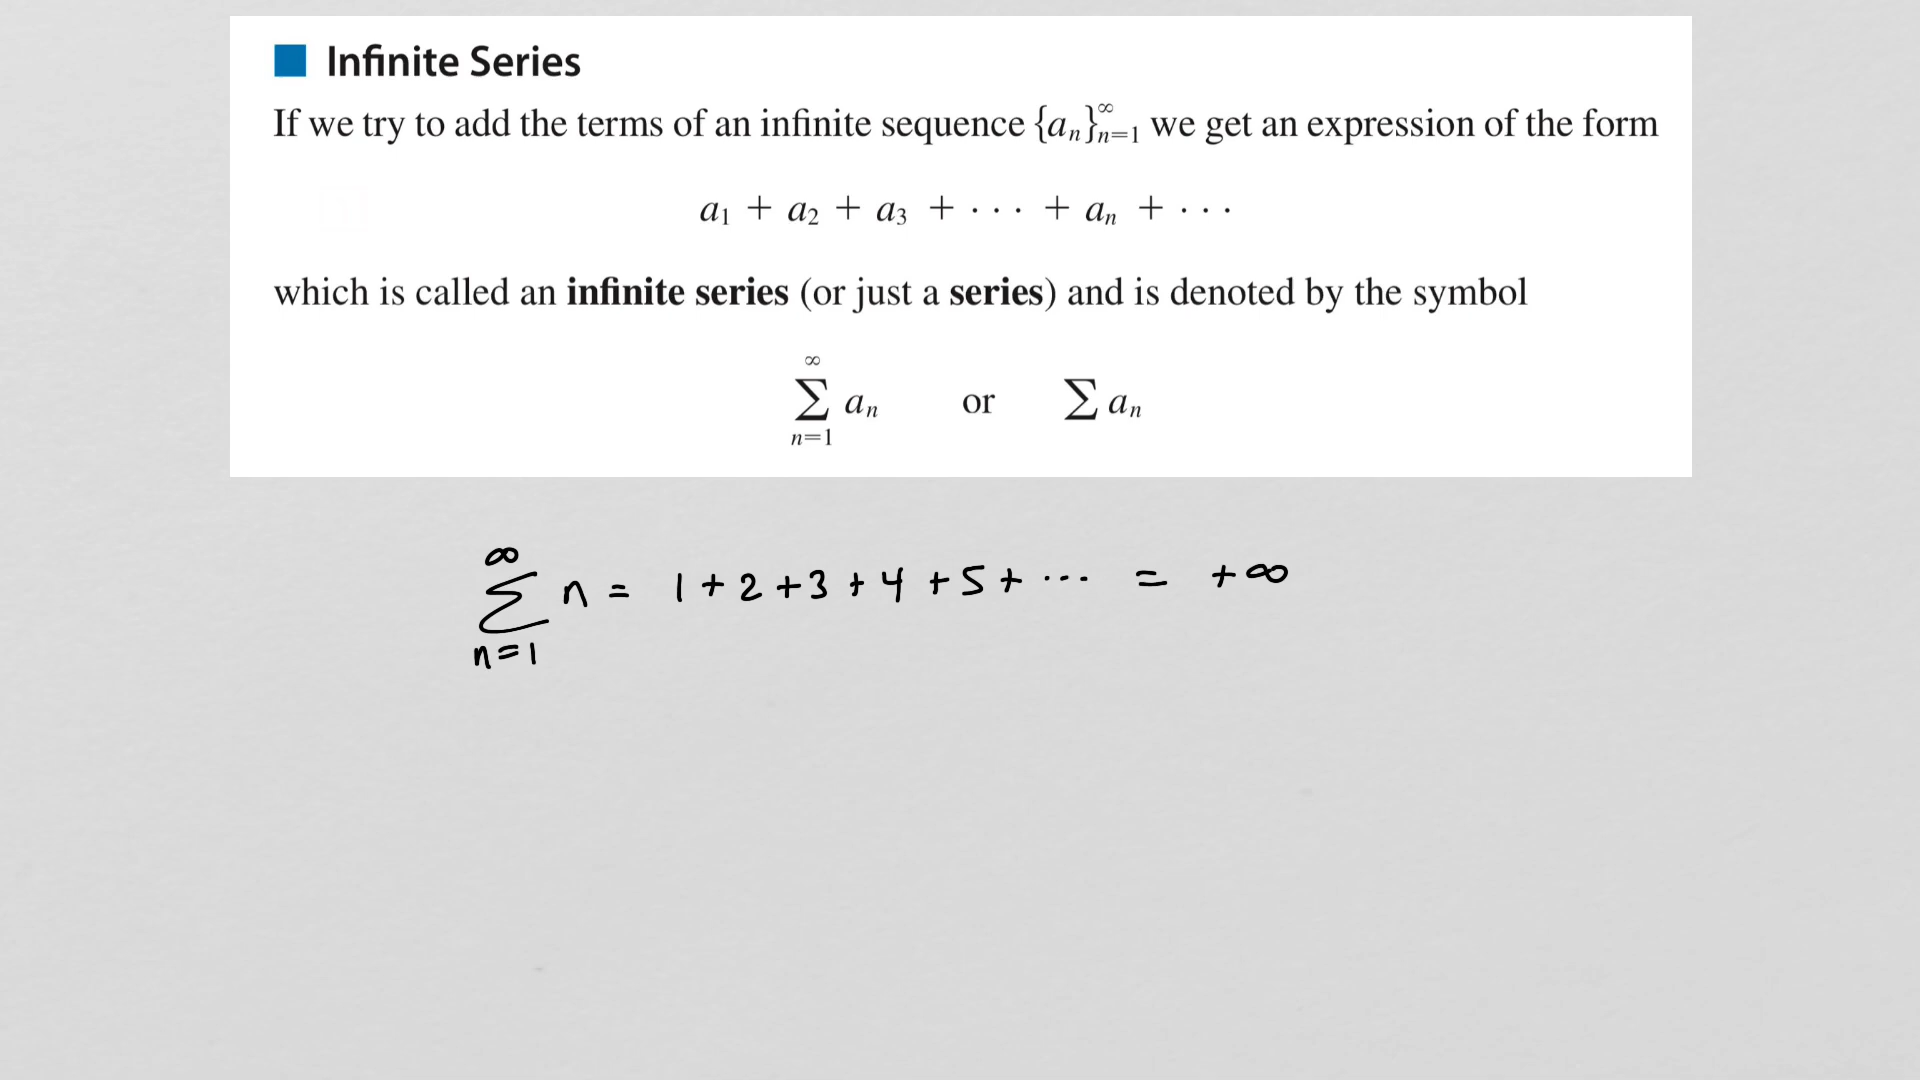 Infinite Series
If we try to add the terms of an infinite sequence {aₙ}∞ₙ₌₁ we get an expression of the form
a₁ + a₂ + a₃ + · · · + aₙ + · · ·
which is called an infinite series (or just a series) and is denoted by the symbol
∞
∑ aₙ or ∑ aₙ
n=1
∞
∑ n = 1 + 2 + 3 + 4 + 5 + ··· = +∞
n=1